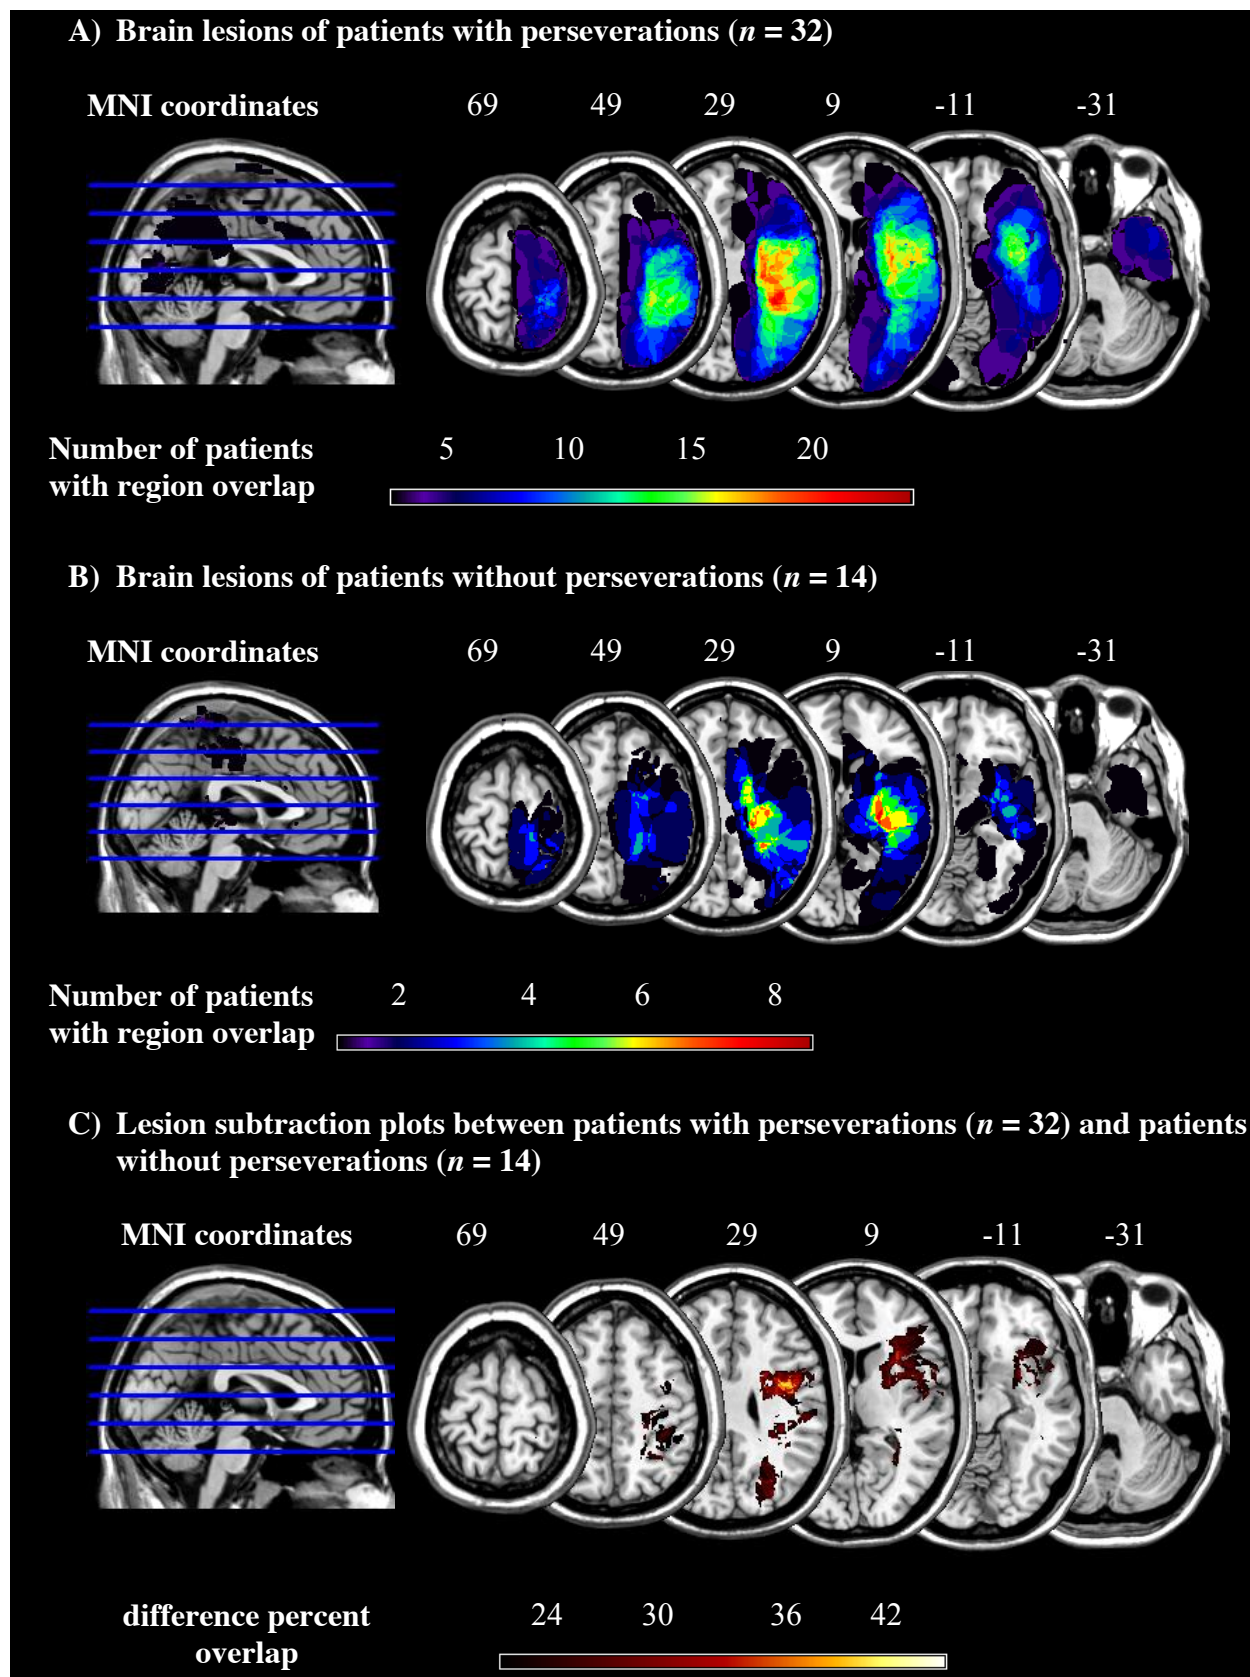 A) Brain lesions of patients with perseverations (n = 32)
MNI coordinates 69 49 29 9 -11 -31
Number of patients 5 10 15 20
with region overlap
B) Brain lesions of patients without perseverations (n = 14)
MNI coordinates 69 49 29 9 -11 -31
Number of patients 2 4 6 8
with region overlap
C) Lesion subtraction plots between patients with perseverations (n = 32) and patients
without perseverations (n = 14)
MNI coordinates 69 49 29 9 -11 -31
difference percent 24 30 36 42
overlap